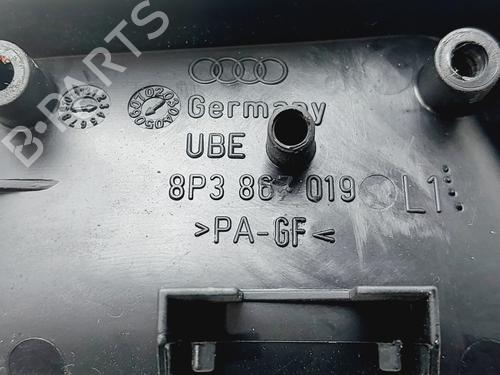 B-PARTS
Germany
UBE
8P3 867 019 L1
>PA-GF<